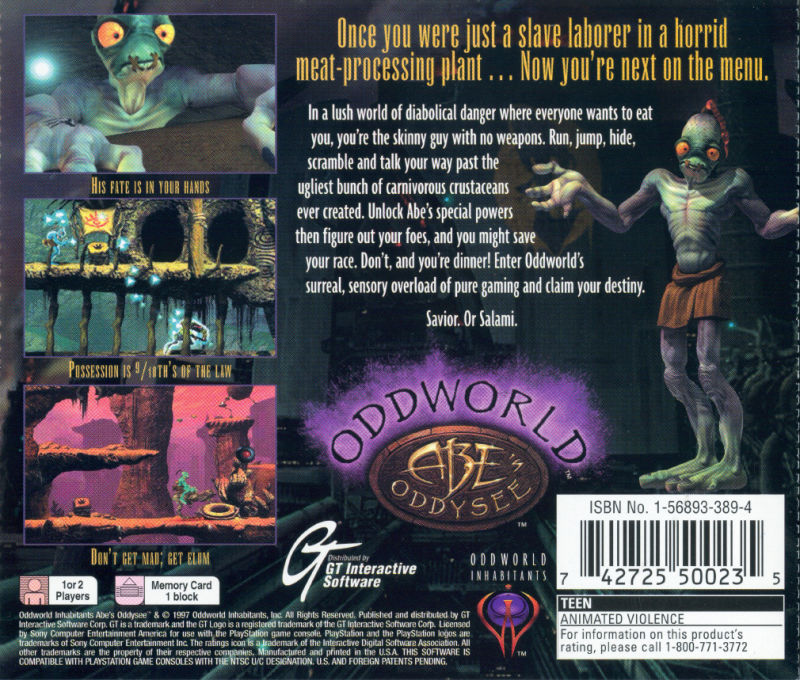 Once you were just a slave laborer in a horrid
meat-processing plant . . . Now you're next on the menu.
In a lush world of diabolical danger where everyone wants to eat
you, you're the skinny guy with no weapons. Run, jump, hide,
scramble and talk your way past the
ugliest bunch of carnivorous crustaceans
ever created. Unlock Abe's special powers
then figure out your foes, and you might save
your race. Don't, and you're dinner! Enter Oddworld's
surreal, sensory overload of pure gaming and claim your destiny.
Savior. Or Salami.
His fate is in your hands
Possession is 9/10th's of the law
Don't get mad; get Elum
ODDWORLD™
ABE'S
ODDYSEE
™
GT
Distributed by
GT Interactive
Software
ODDWORLD
INHABITANTS
™
1 or 2
Players
Memory Card
1 block
ISBN No. 1-56893-389-4
7 42725 50023 5
TEEN
ANIMATED VIOLENCE
For information on this product's
rating, please call 1-800-771-3772
Oddworld Inhabitants Abe's Oddysee™ & © 1997 Oddworld Inhabitants, Inc. All Rights Reserved. Published and distributed by GT
Interactive Software Corp. GT is a trademark and the GT Logo is a registered trademark of the GT Interactive Software Corp. Licensed
by Sony Computer Entertainment America for use with the PlayStation game console. PlayStation and the PlayStation logos are
trademarks of Sony Computer Entertainment Inc. The ratings icon is a trademark of the Interactive Digital Software Association. All
other trademarks are the property of their respective companies. Manufactured and printed in the U.S.A. THIS SOFTWARE IS
COMPATIBLE WITH PLAYSTATION GAME CONSOLES WITH THE NTSC U/C DESIGNATION. U.S. AND FOREIGN PATENTS PENDING.